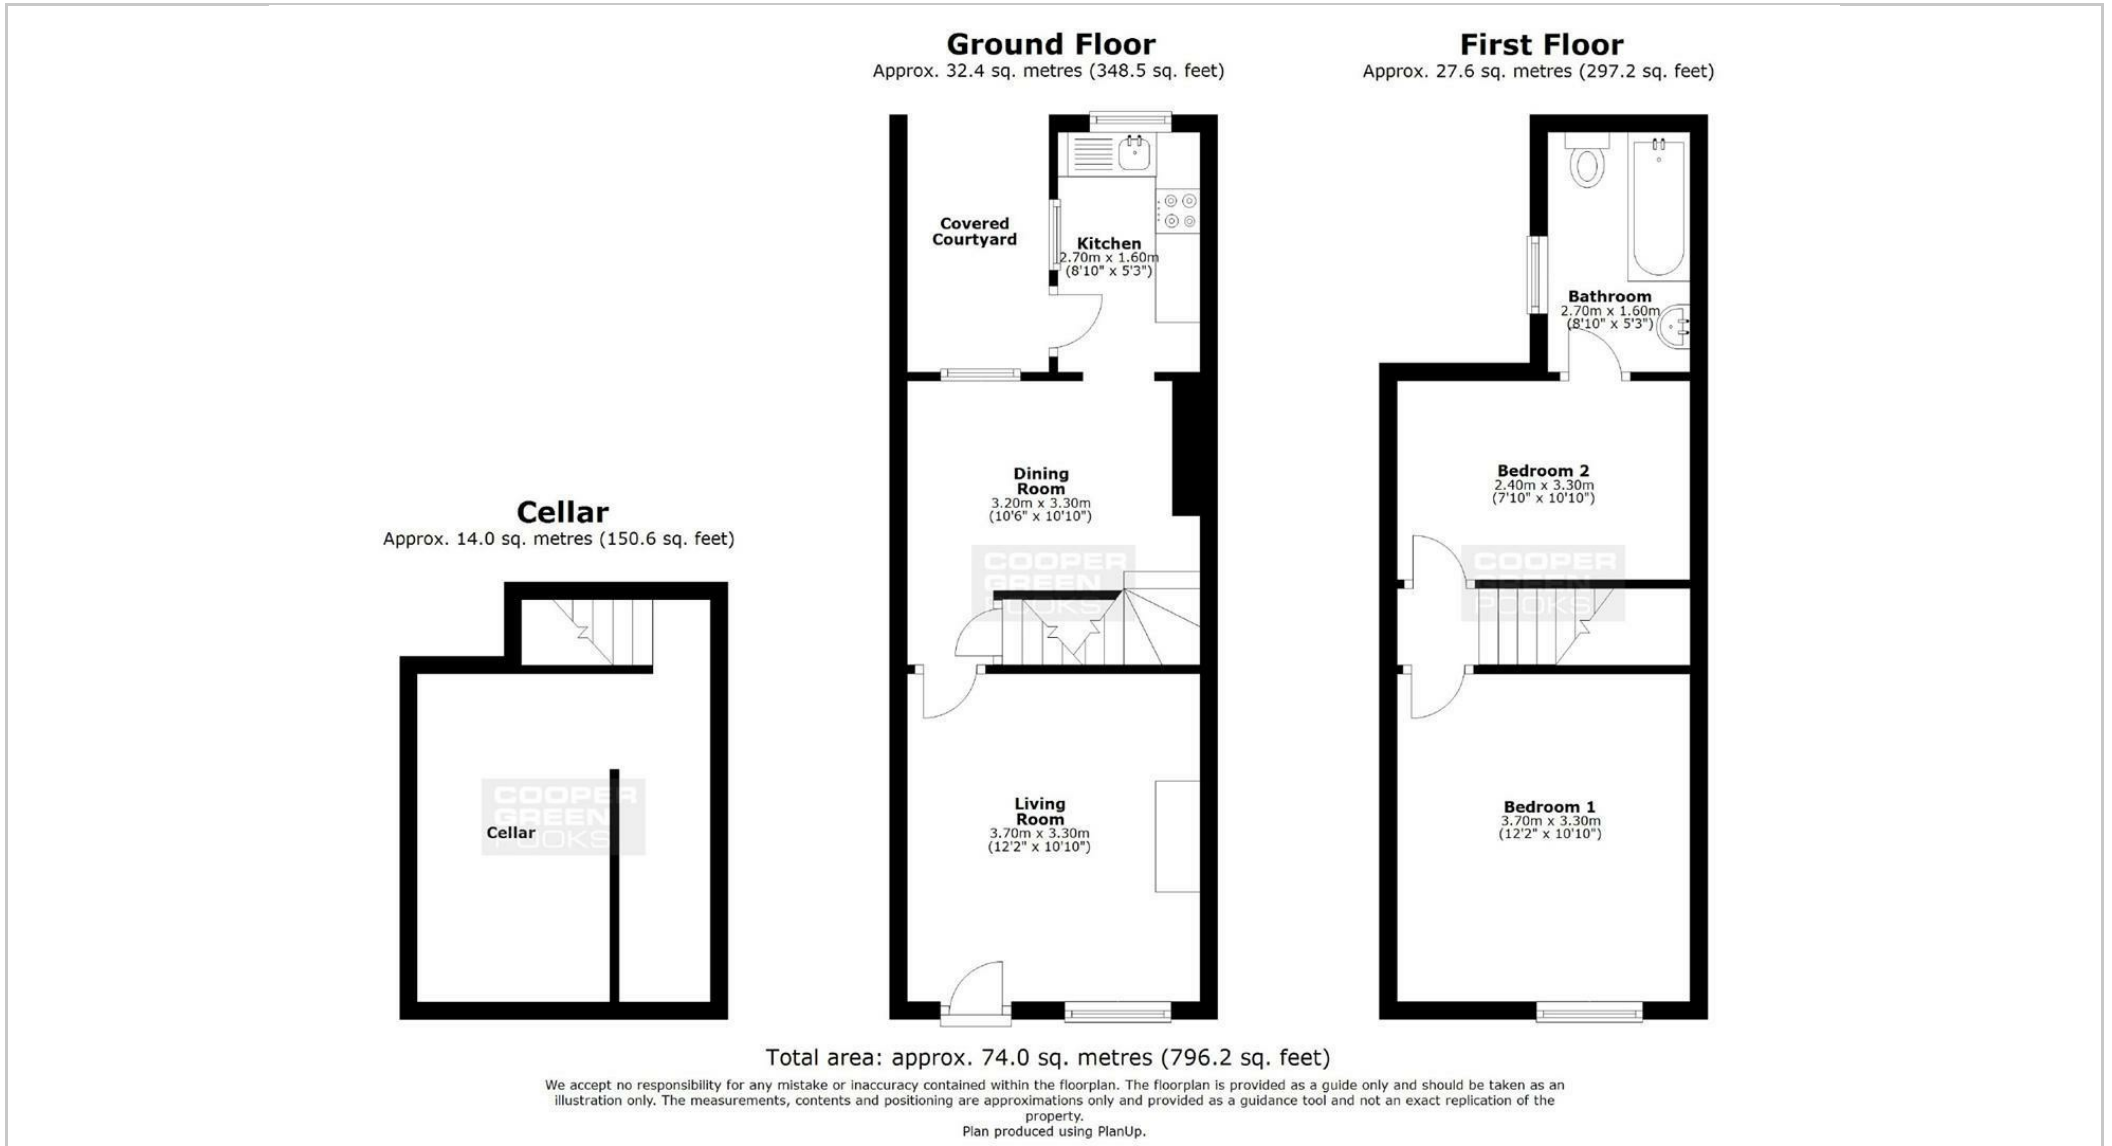 Ground Floor
Approx. 32.4 sq. metres (348.5 sq. feet)
First Floor
Approx. 27.6 sq. metres (297.2 sq. feet)
Covered
Courtyard
Kitchen
2.70m x 1.60m
(8'10" x 5'3")
Bathroom
2.70m x 1.60m
(8'10" x 5'3")
Cellar
Approx. 14.0 sq. metres (150.6 sq. feet)
Dining
Room
3.20m x 3.30m
(10'6" x 10'10")
COOPER
GREEN
POOKS
Bedroom 2
2.40m x 3.30m
(7'10" x 10'10")
COOPER
GREEN
POOKS
COOPER
GREEN
POOKS
Cellar
Living
Room
3.70m x 3.30m
(12'2" x 10'10")
Bedroom 1
3.70m x 3.30m
(12'2" x 10'10")
Total area: approx. 74.0 sq. metres (796.2 sq. feet)
We accept no responsibility for any mistake or inaccuracy contained within the floorplan. The floorplan is provided as a guide only and should be taken as an
illustration only. The measurements, contents and positioning are approximations only and provided as a guidance tool and not an exact replication of the
property.
Plan produced using PlanUp.